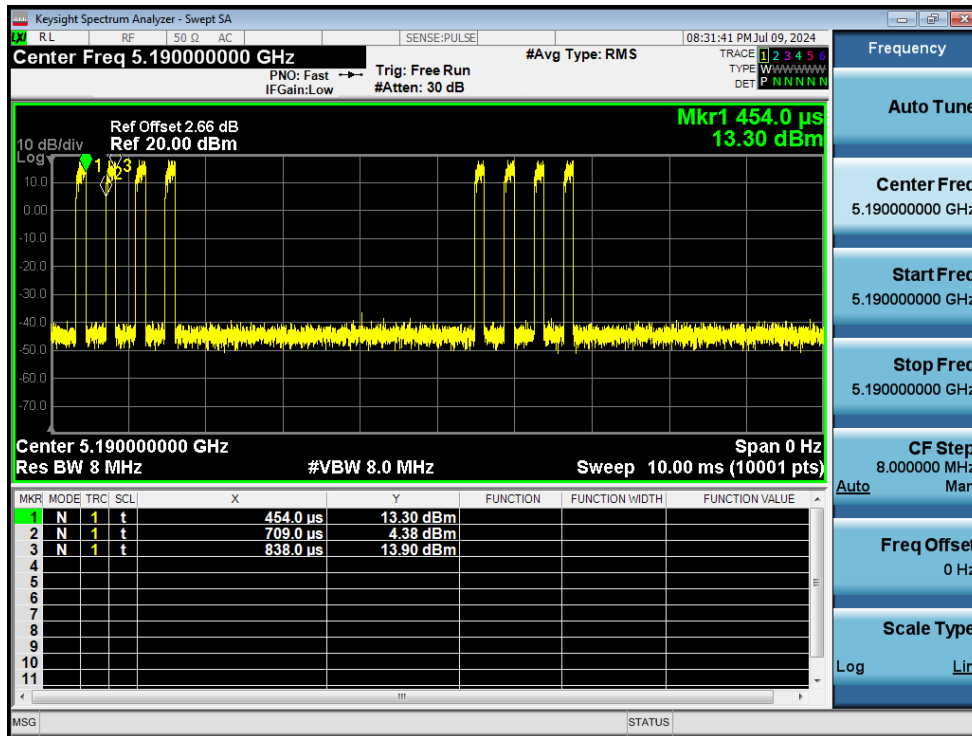 Keysight Spectrum Analyzer - Swept SA
LXI RL RF 50 Ω AC SENSE:PULSE 08:31:41 PM Jul 09, 2024
Center Freq 5.190000000 GHz
PNO: Fast
IFGain:Low
Trig: Free Run
#Atten: 30 dB
#Avg Type: RMS
TRACE 1 2 3 4 5 6
TYPE WWWWWW
DET P N N N N N
Mkr1 454.0 µs
13.30 dBm
Ref Offset 2.66 dB
Ref 20.00 dBm
10 dB/div
Log
1
2
3
10.0
0.00
-10.0
-20.0
-30.0
-40.0
-50.0
-60.0
-70.0
Center 5.190000000 GHz Span 0 Hz
Res BW 8 MHz #VBW 8.0 MHz Sweep 10.00 ms (10001 pts)
MKR MODE TRC SCL X Y FUNCTION FUNCTION WIDTH FUNCTION VALUE
1 N 1 t 454.0 µs 13.30 dBm
2 N 1 t 709.0 µs 4.38 dBm
3 N 1 t 838.0 µs 13.90 dBm
4
5
6
7
8
9
10
11
MSG STATUS
Frequency
Auto Tune
Center Freq
5.190000000 GHz
Start Freq
5.190000000 GHz
Stop Freq
5.190000000 GHz
CF Step
8.000000 MHz
Auto Man
Freq Offset
0 Hz
Scale Type
Log Lin